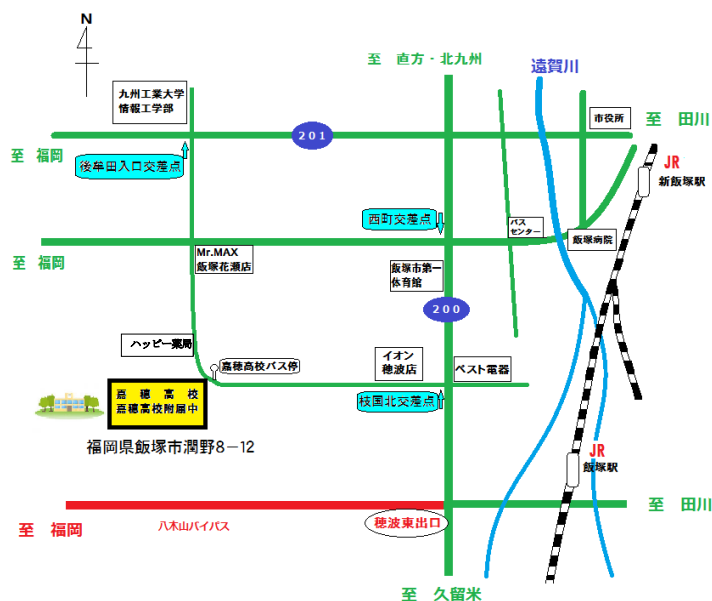 N
至 直方・北九州
遠賀川
九州工業大学
情報工学部
市役所
至 田川
201
至 福岡
後牟田入口交差点
JR
新飯塚駅
西町交差点
バス
センター
飯塚病院
至 福岡
Mr.MAX
飯塚花瀬店
飯塚市第一
体育館
200
ハッピー薬局
嘉穂高校バス停
イオン
穂波店
ベスト電器
嘉穂高校
嘉穂高校附属中
枝国北交差点
福岡県飯塚市潤野8－12
JR
飯塚駅
至 福岡
八木山バイパス
穂波東出口
至 田川
至 久留米